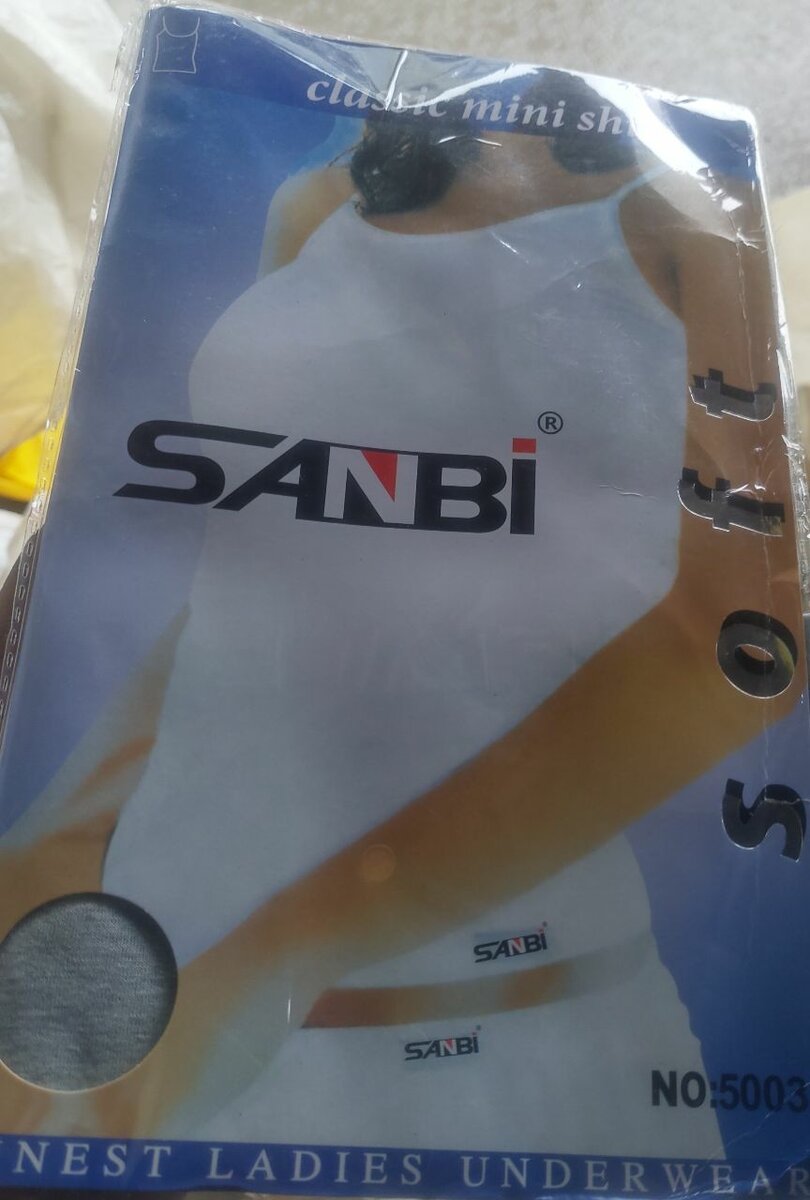 classic mini
SANBi®
soft
SANBi
SANBi
NO:5003
LADIES UNDERWEAR